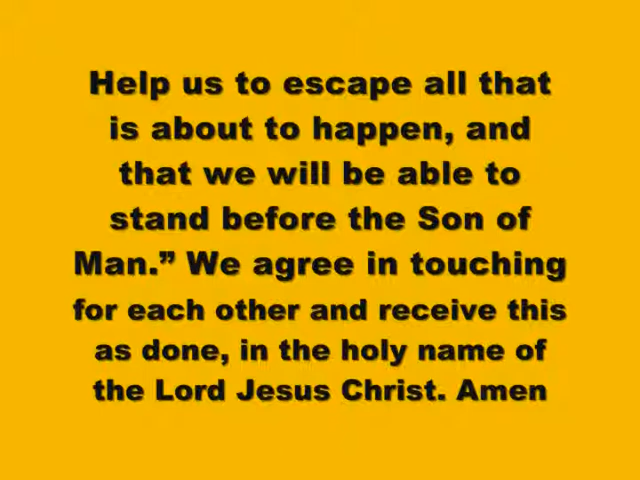 Help us to escape all that
is about to happen, and
that we will be able to
stand before the Son of
Man.” We agree in touching
for each other and receive this
as done, in the holy name of
the Lord Jesus Christ. Amen